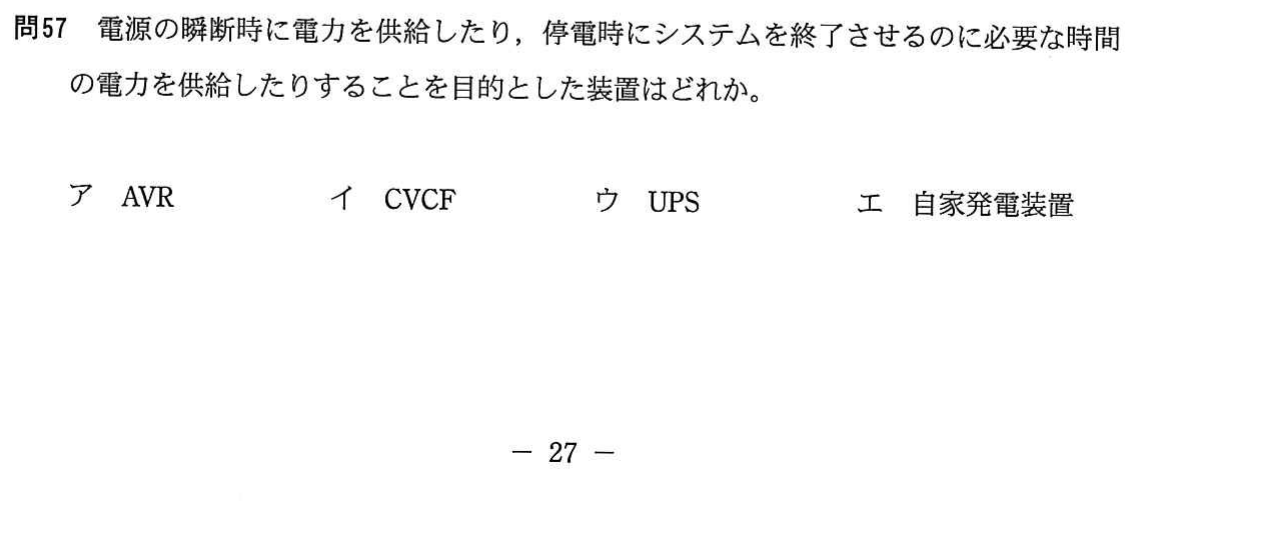 問57　電源の瞬断時に電力を供給したり，停電時にシステムを終了させるのに必要な時間
の電力を供給したりすることを目的とした装置はどれか。
ア　AVR　イ　CVCF　ウ　UPS　エ　自家発電装置
－ 27 －